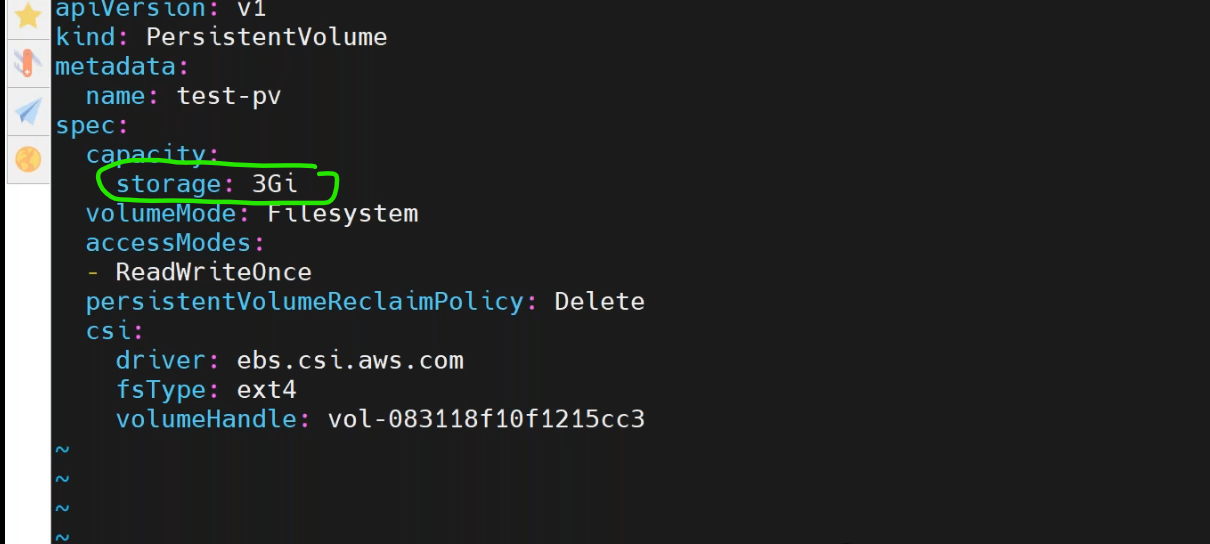 apiVersion: v1
kind: PersistentVolume
metadata:
  name: test-pv
spec:
  capacity:
    storage: 3Gi
  volumeMode: Filesystem
  accessModes:
  - ReadWriteOnce
  persistentVolumeReclaimPolicy: Delete
  csi:
    driver: ebs.csi.aws.com
    fsType: ext4
    volumeHandle: vol-083118f10f1215cc3
~
~
~
~